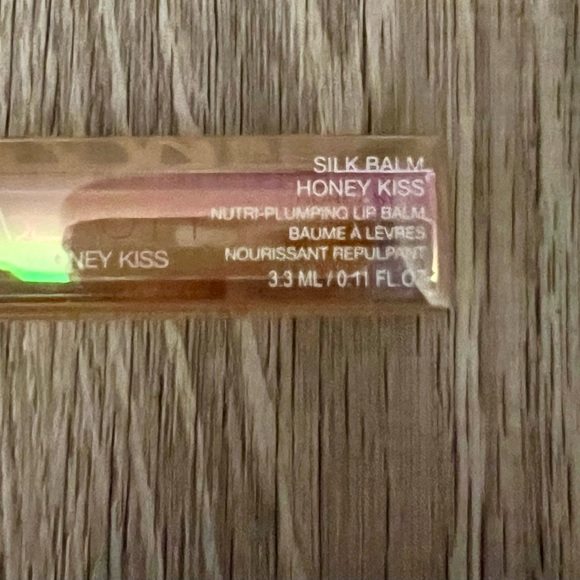 SILK BALM
HONEY KISS
NUTRI-PLUMPING LIP BALM
BAUME À LÈVRES
NOURISSANT REPULPANT
3.3 ML / 0.11 FL.OZ
HONEY KISS